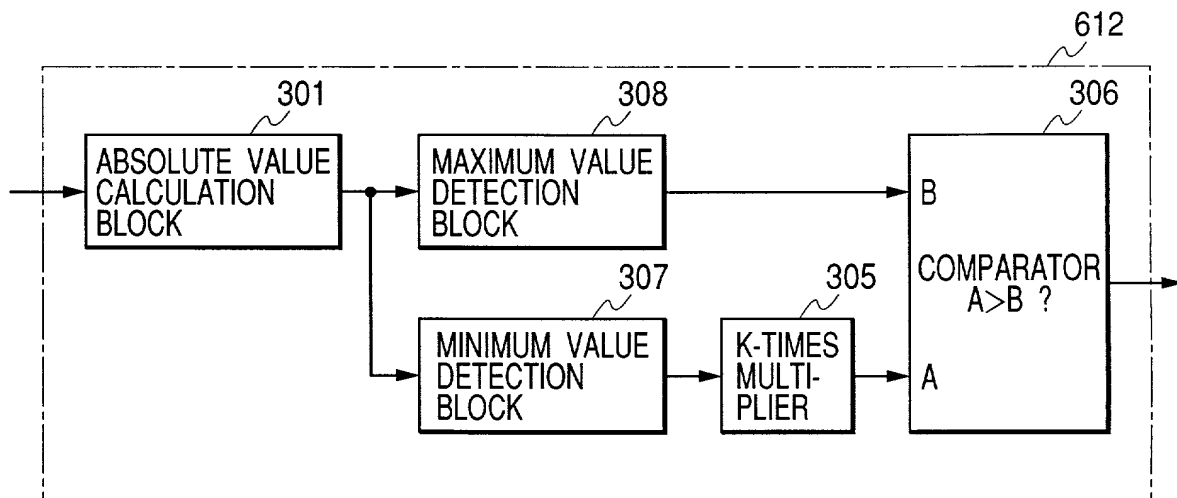 612
301
308
306
ABSOLUTE VALUE
CALCULATION
BLOCK
MAXIMUM VALUE
DETECTION
BLOCK
B
COMPARATOR
A>B ?
A
307
305
MINIMUM VALUE
DETECTION
BLOCK
K-TIMES
MULTI-
PLIER